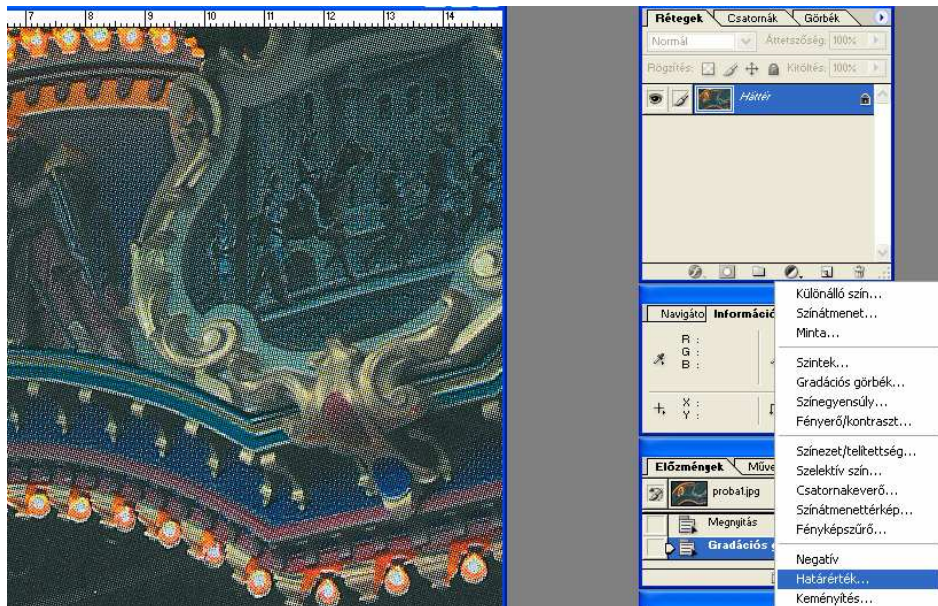 7 8 9 10 11 12 13 14
Rétegek Csatornák Görbék
Normál Áttetszőség: 100%
Rögzítés: Kitöltés: 100%
Háttér
Különálló szín...
Színátmenet...
Minta...
Szintek...
Gradációs görbék...
Színegyensúly...
Fényerő/kontraszt...
Színezet/telítettség...
Szelektív szín...
Csatornakeverő...
Színátmenettérkép...
Fényképszűrő...
Negatív
Határérték...
Keményítés...
Navigáto Információ
R :
G :
B :
X :
Y :
Előzmények Műve
proba1.jpg
Megnyitás
Gradációs g